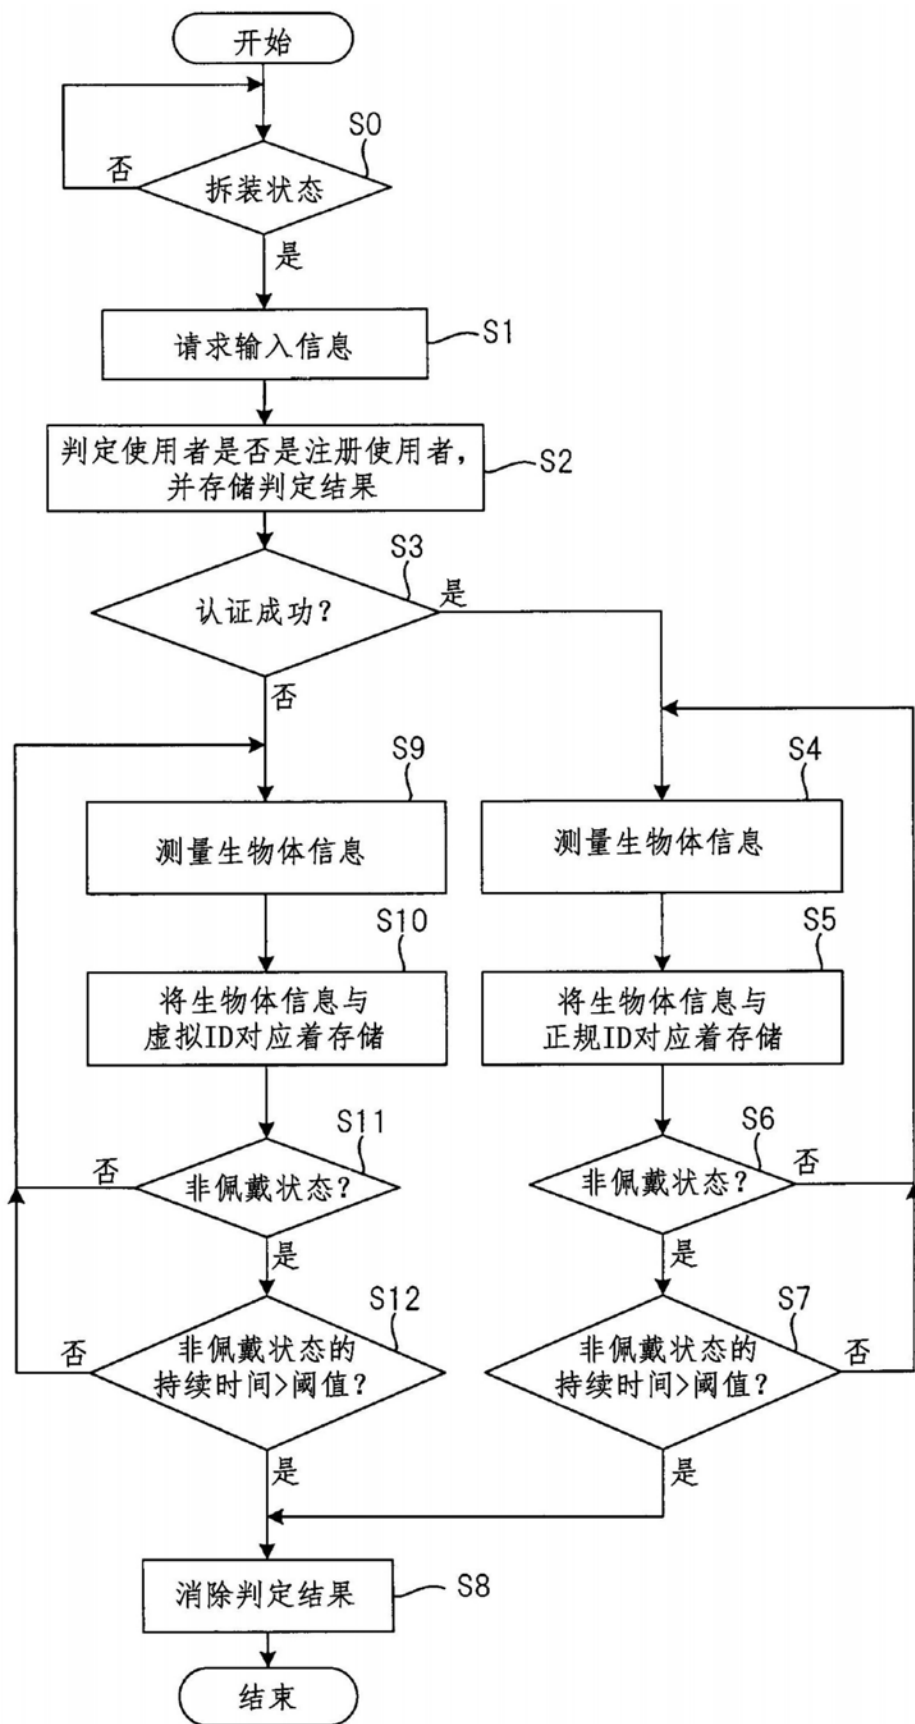 开始
S0
否
拆装状态
是
请求输入信息
S1
判定使用者是否是注册使用者,
并存储判定结果
S2
S3
认证成功?
是
否
S9
S4
测量生物体信息
测量生物体信息
S10
S5
将生物体信息与
虚拟ID对应着存储
将生物体信息与
正规ID对应着存储
S11
S6
否
非佩戴状态?
非佩戴状态?
否
是
是
S12
S7
否
非佩戴状态的
持续时间>阈值?
非佩戴状态的
持续时间>阈值?
否
是
是
消除判定结果
S8
结束